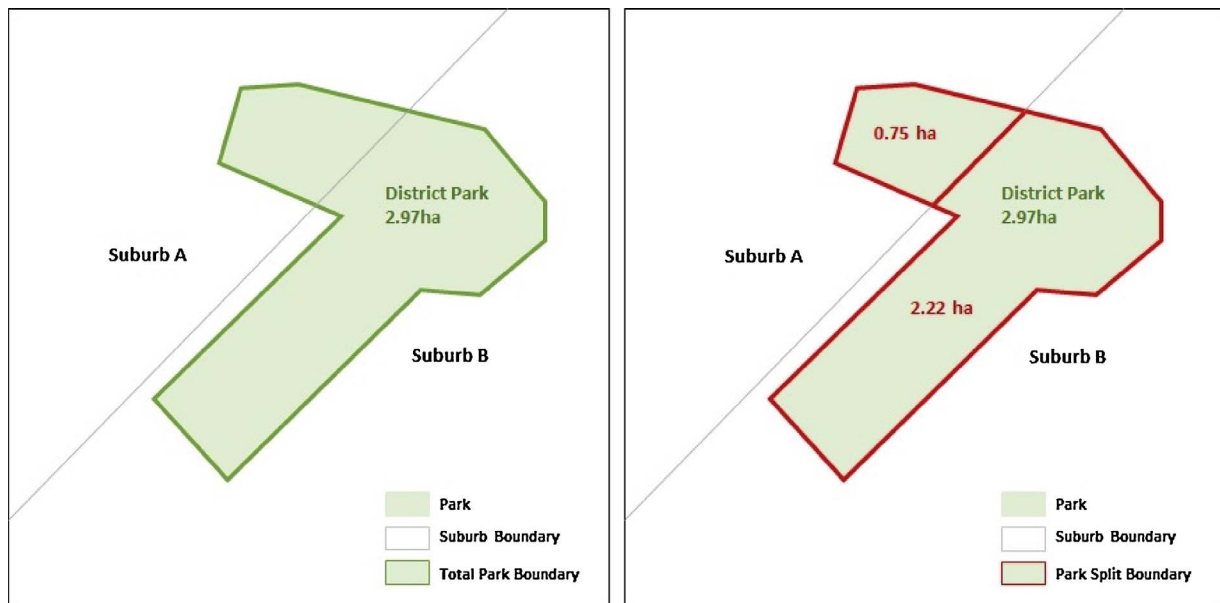 District Park
2.97ha
Suburb A
Suburb B
Park
Suburb Boundary
Total Park Boundary
0.75 ha
District Park
2.97ha
Suburb A
2.22 ha
Suburb B
Park
Suburb Boundary
Park Split Boundary